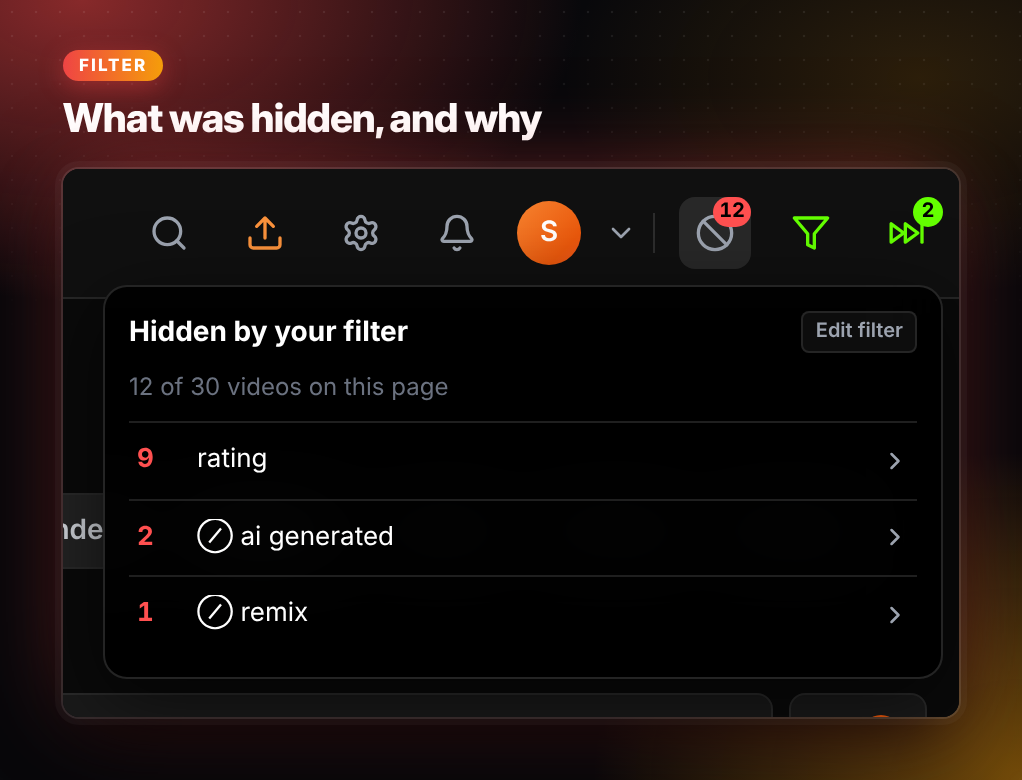 FILTER
What was hidden, and why
S
12
2
Hidden by your filter
Edit filter
12 of 30 videos on this page
9 rating
2 ai generated
nde
1 remix